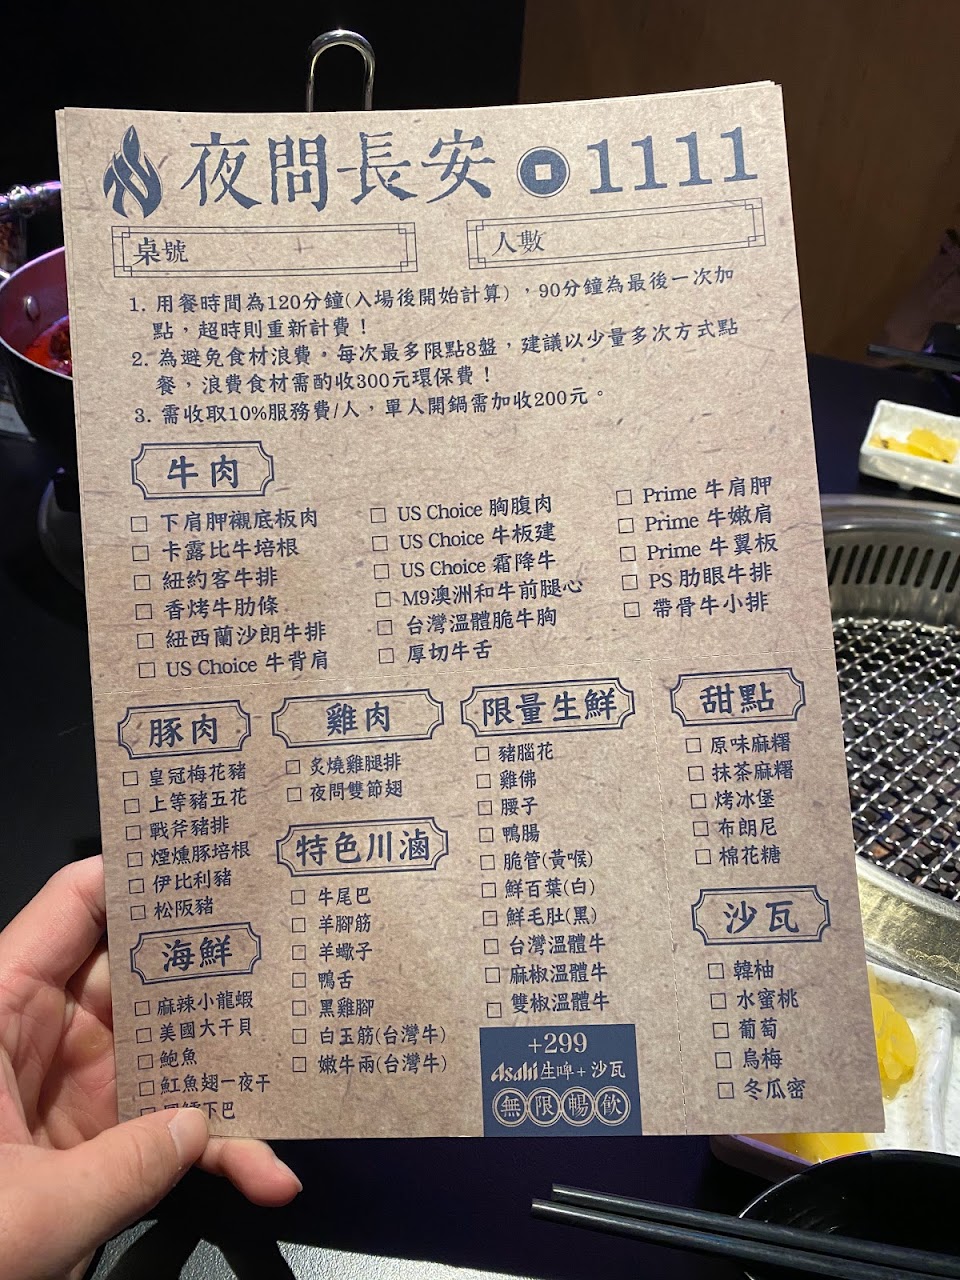 夜問長安 1111
桌號
人數
1. 用餐時間為120分鐘(入場後開始計算)，90分鐘為最後一次加
點，超時則重新計費！
2. 為避免食材浪費。每次最多限點8盤，建議以少量多次方式點
餐，浪費食材需酌收300元環保費！
3. 需收取10%服務費/人，單人開鍋需加收200元。
牛肉
下肩胛襯底板肉
卡露比牛培根
紐約客牛排
香烤牛肋條
紐西蘭沙朗牛排
US Choice 牛背肩
US Choice 胸腹肉
US Choice 牛板建
US Choice 霜降牛
M9澳洲和牛前腿心
台灣溫體脆牛胸
厚切牛舌
Prime 牛肩胛
Prime 牛嫩肩
Prime 牛翼板
PS 肋眼牛排
帶骨牛小排
豚肉
皇冠梅花豬
上等豬五花
戰斧豬排
煙燻豚培根
伊比利豬
松阪豬
海鮮
麻辣小龍蝦
美國大干貝
鮑魚
魟魚翅一夜干
下巴
雞肉
炙燒雞腿排
夜問雙節翅
特色川滷
牛尾巴
羊腳筋
羊蠍子
鴨舌
黑雞腳
白玉筋(台灣牛)
嫩牛兩(台灣牛)
限量生鮮
豬腦花
雞佛
腰子
鴨腸
脆管(黃喉)
鮮百葉(白)
鮮毛肚(黑)
台灣溫體牛
麻椒溫體牛
雙椒溫體牛
+299
Asahi 生啤+沙瓦
無限暢飲
甜點
原味麻糬
抹茶麻糬
烤冰堡
布朗尼
棉花糖
沙瓦
韓柚
水蜜桃
葡萄
烏梅
冬瓜密